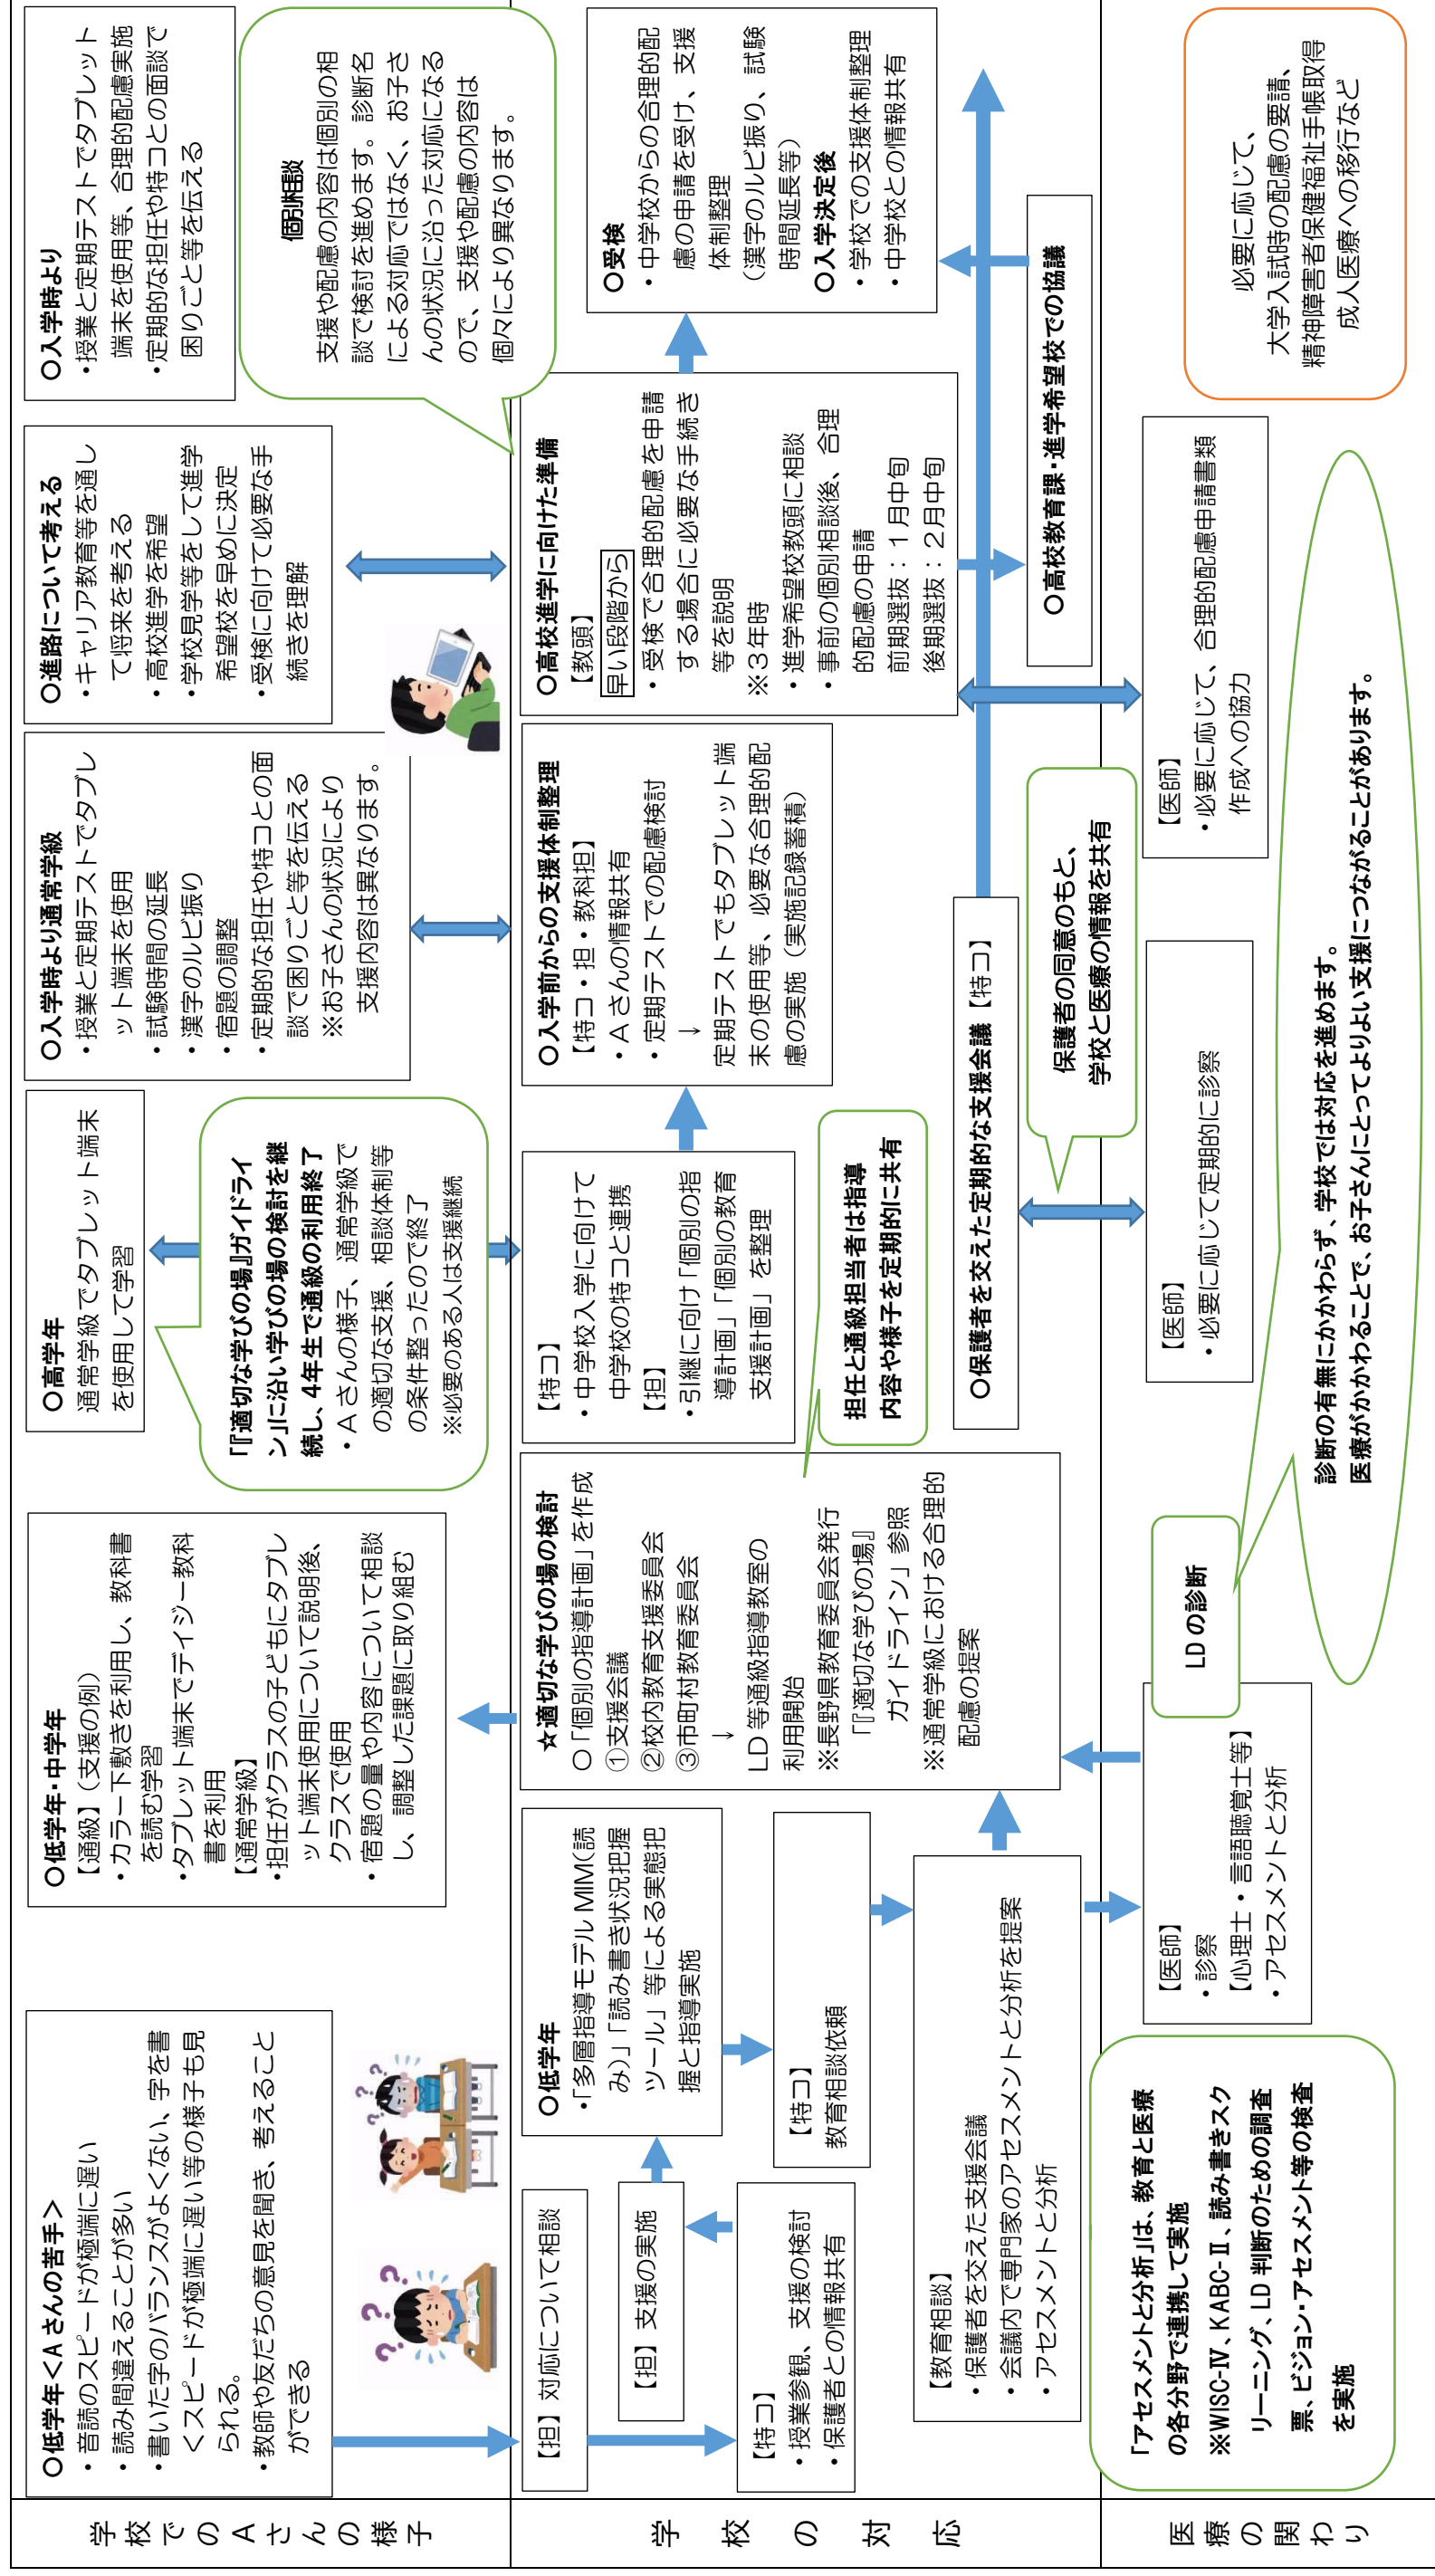 学校でのAさんの様子
○低学年＜Aさんの苦手＞
・音読のスピードが極端に遅い
・読み間違えることが多い
・書いた字のバランスがよくない、字を書
くスピードが極端に遅い等の様子も見
られる。
・教師や友だちの意見を聞き、考えること
ができる
○低学年・中学年
【通級】（支援の例）
・カラー下敷きを利用し、教科書
を読む学習
・タブレット端末でデイジー教科
書を利用
【通常学級】
・担任がクラスの子どもにタブレ
ット端末使用について説明後、
クラスで使用
・宿題の量や内容について相談
し、調整した課題に取り組む
○高学年
通常学級でタブレット端末
を使用して学習
「『適切な学びの場』ガイドライ
ン」に沿い学びの場の検討を継
続し、4年生で通級の利用終了
・Aさんの様子、通常学級で
の適切な支援、相談体制等
の条件整ったので終了
※必要のある人は支援継続
○入学時より通常学級
・授業と定期テストでタブレ
ット端末を使用
・試験時間の延長
・漢字のルビ振り
・宿題の調整
・定期的な担任や特コとの面
談で困りごと等を伝える
※お子さんの状況により
支援内容は異なります。
○進路について考える
・キャリア教育等を通し
て将来を考える
・高校進学を希望
・学校見学等をして進学
希望校を早めに決定
・受検に向けて必要な手
続きを理解
○入学時より
・授業と定期テストでタブレット
端末を使用等、合理的配慮実施
・定期的な担任や特コとの面談で
困りごと等を伝える
個別相談
支援や配慮の内容は個別の相
談で検討を進めます。診断名
による対応ではなく、お子さ
んの状況に沿った対応になる
ので、支援や配慮の内容は
個々により異なります。
学校の対応
【担】対応について相談
【担】支援の実施
【特コ】
・授業参観、支援の検討
・保護者との情報共有
○低学年
・「多層指導モデルMIM(読
み)」「読み書き状況把握
ツール」等による実態把
握と指導実施
【特コ】
教育相談依頼
【教育相談】
・保護者を交えた支援会議
・会議内で専門家のアセスメントと分析を提案
・アセスメントと分析
☆適切な学びの場の検討
○「個別の指導計画」を作成
①支援会議
②校内教育支援委員会
③市町村教育委員会
↓
LD等通級指導教室の
利用開始
※長野県教育委員会発行
「『適切な学びの場』
ガイドライン」参照
※通常学級における合理的
配慮の提案
【特コ】
・中学校入学に向けて
中学校の特コと連携
【担】
・引継に向け「個別の指
導計画」「個別の教育
支援計画」を整理
担任と通級担当者は指導
内容や様子を定期的に共有
○入学前からの支援体制整理
【特コ・担・教科担】
・Aさんの情報共有
・定期テストでの配慮検討
↓
定期テストでもタブレット端
末の使用等、必要な合理的配
慮の実施（実施記録蓄積）
○保護者を交えた定期的な支援会議【特コ】
○高校進学に向けた準備
【教頭】
早い段階から
・受検で合理的配慮を申請
する場合に必要な手続き
等を説明
※3年時
・進学希望校教頭に相談
・事前の個別相談後、合理
的配慮の申請
前期選抜：1月中旬
後期選抜：2月中旬
○高校教育課・進学希望校での協議
○受検
・中学校からの合理的配
慮の申請を受け、支援
体制整理
（漢字のルビ振り、試験
時間延長等）
○入学決定後
・学校での支援体制整理
・中学校との情報共有
保護者の同意のもと、
学校と医療の情報を共有
医療の関わり
「アセスメントと分析」は、教育と医療
の各分野で連携して実施
※WISC-Ⅳ、KABC-Ⅱ、読み書きスク
リーニング、LD判断のための調査
票、ビジョン・アセスメント等の検査
を実施
【医師】
・診察
【心理士・言語聴覚士等】
・アセスメントと分析
LDの診断
診断の有無にかかわらず、学校では対応を進めます。
医療がかかわることで、お子さんにとってよりよい支援につながることがあります。
【医師】
・必要に応じて定期的に診察
【医師】
・必要に応じて、合理的配慮申請書類
作成への協力
必要に応じて、
大学入試時の配慮の要請、
精神障害者保健福祉手帳取得
成人医療への移行など